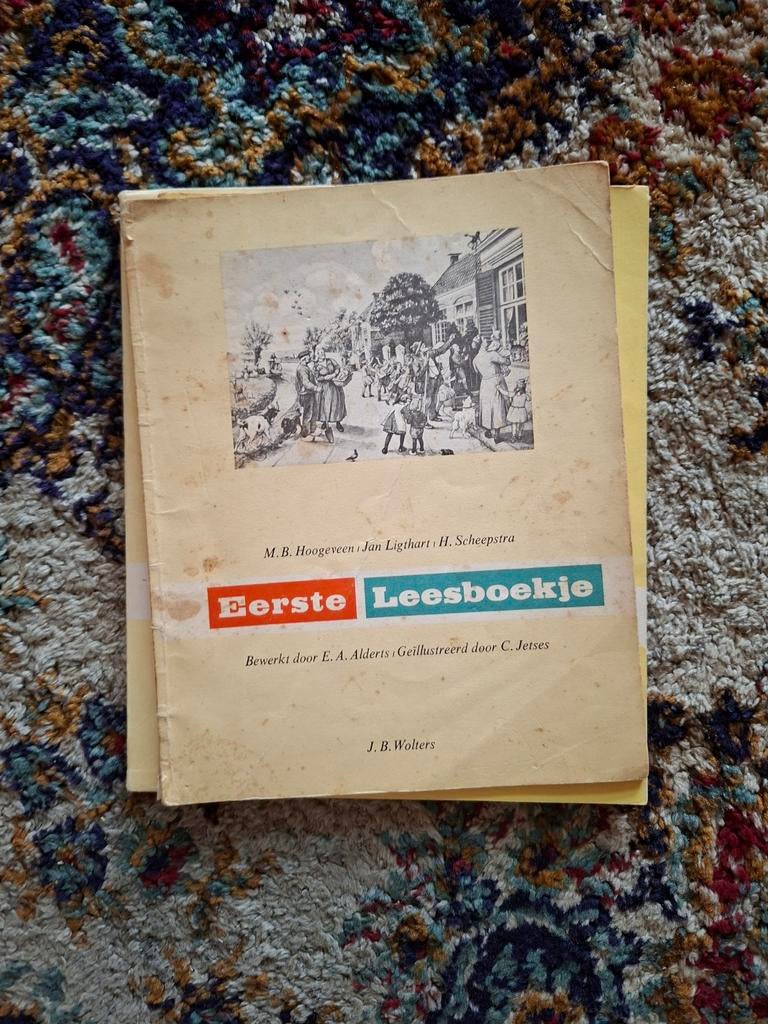 M. B. Hoogeveen | Jan Ligthart | H. Scheepstra
Eerste Leesboekje
Bewerkt door E. A. Alderts | Geïllustreerd door C. Jetses
J. B. Wolters